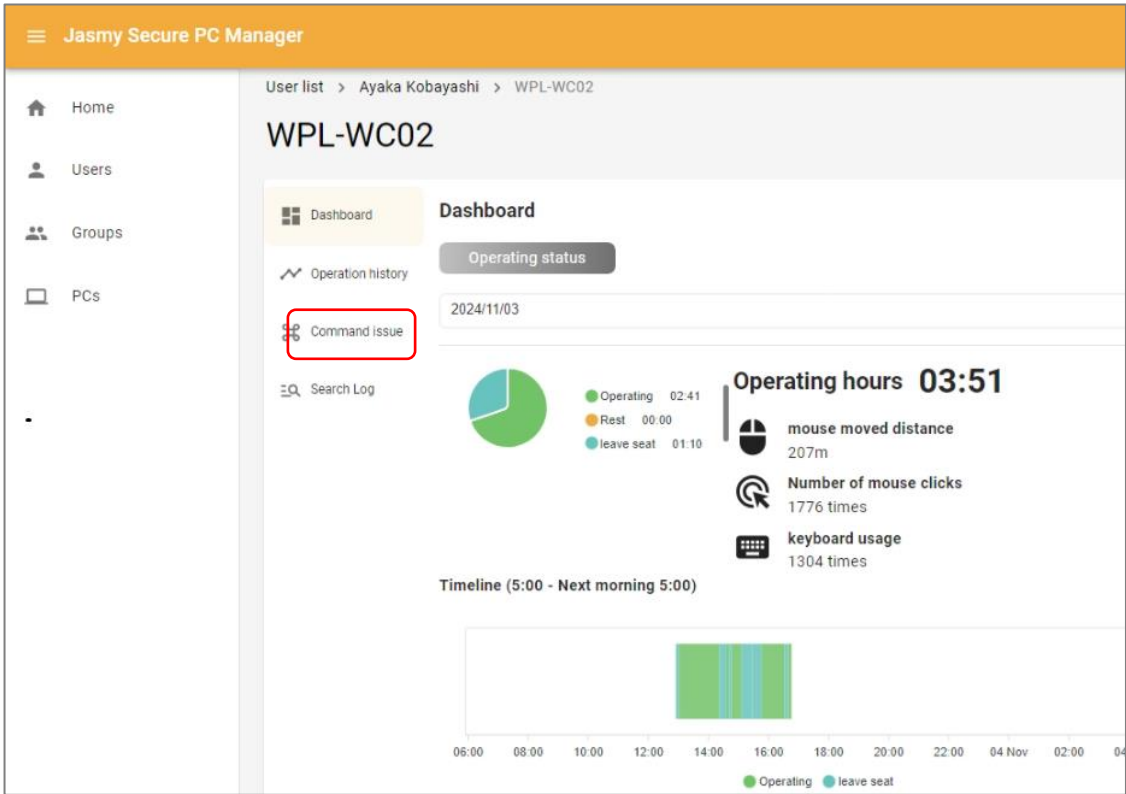 Jasmy Secure PC Manager
Home
Users
Groups
PCs
User list > Ayaka Kobayashi > WPL-WC02
WPL-WC02
Dashboard
Operation history
Command issue
Search Log
Dashboard
Operating status
2024/11/03
Operating 02:41
Rest 00:00
leave seat 01:10
Operating hours 03:51
mouse moved distance
207m
Number of mouse clicks
1776 times
keyboard usage
1304 times
Timeline (5:00 - Next morning 5:00)
06:00 08:00 10:00 12:00 14:00 16:00 18:00 20:00 22:00 04 Nov 02:00 04
Operating leave seat